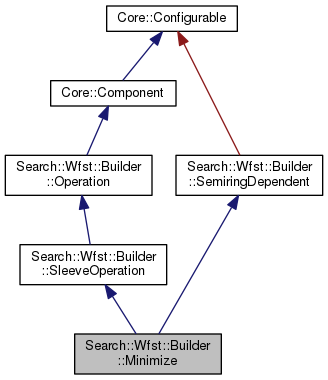 Core::Configurable
Core::Component
Search::Wfst::Builder
::Operation
Search::Wfst::Builder
::SemiringDependent
Search::Wfst::Builder
::SleeveOperation
Search::Wfst::Builder
::Minimize